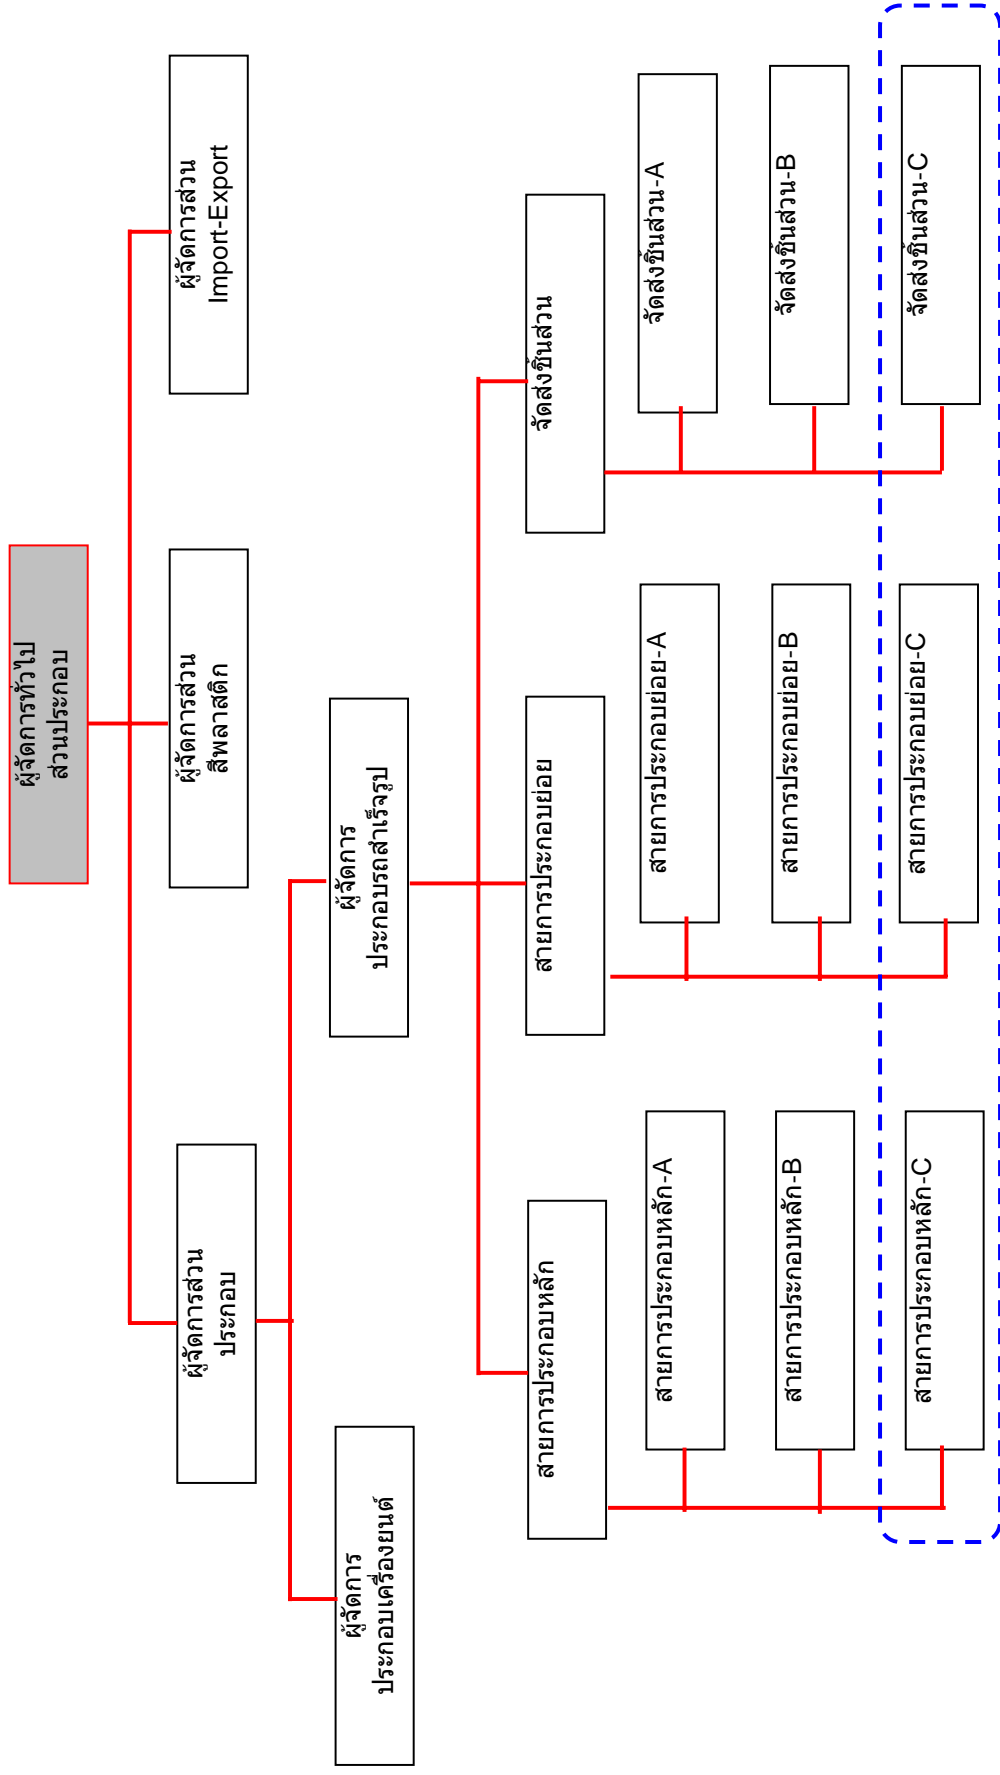 ผู้จัดการทั่วไป
ส่วนประกอบ
ผู้จัดการส่วน
ประกอบ
ผู้จัดการส่วน
สีพลาสติก
ผู้จัดการส่วน
Import-Export
ผู้จัดการ
ประกอบเครื่องยนต์
ผู้จัดการ
ประกอบรถสำเร็จรูป
สายการประกอบหลัก
สายการประกอบย่อย
จัดส่งชิ้นส่วน
สายการประกอบหลัก-A
สายการประกอบย่อย-A
จัดส่งชิ้นส่วน-A
สายการประกอบหลัก-B
สายการประกอบย่อย-B
จัดส่งชิ้นส่วน-B
สายการประกอบหลัก-C
สายการประกอบย่อย-C
จัดส่งชิ้นส่วน-C